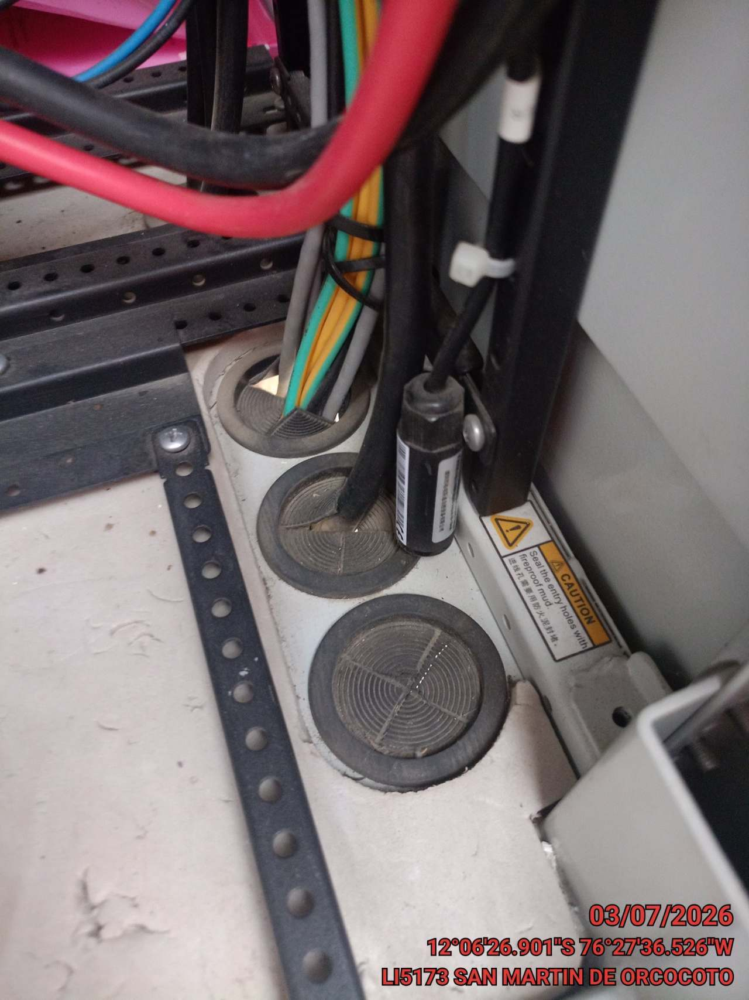 CAUTION
Seal the entry holes with
fireproof mud.
进线孔需要用防火泥封堵。
03/07/2026
12°06'26.901"S 76°27'36.526"W
LI5173 SAN MARTIN DE ORCOCOTO